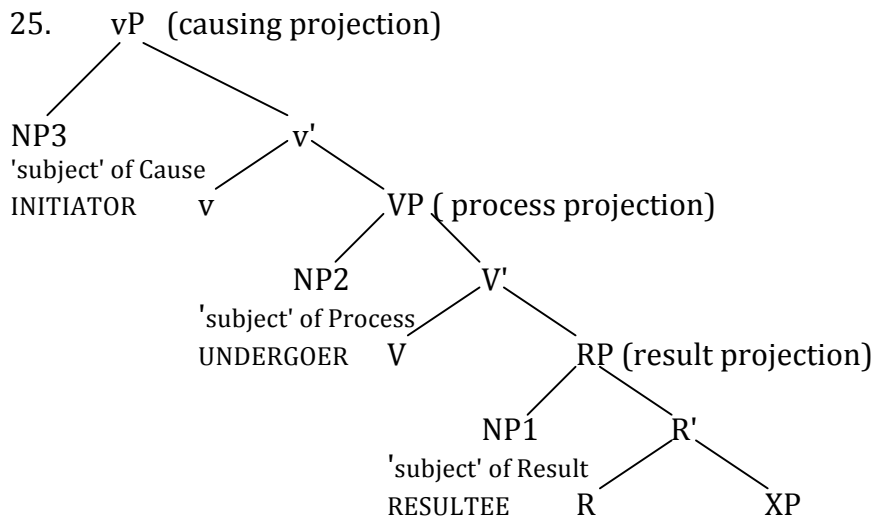 25. vP (causing projection)
NP3 v'
'subject' of Cause
INITIATOR v VP ( process projection)
NP2 V'
'subject' of Process
UNDERGOER V RP (result projection)
NP1 R'
'subject' of Result
RESULTEE R XP